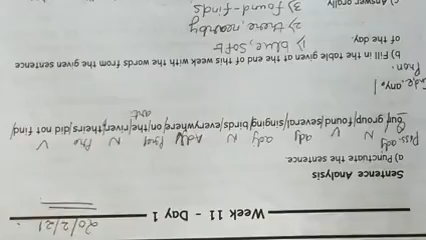 20/2/21
Week 11 - Day 1
Sentence Analysis
a) Punctuate the sentence.
Poss adj N V adj adj N Adv Prep N Pro V
Our/group/found/several/singing/birds/everywhere/on/the/river,/theirs/did not find/
art
any."/
Pron.
b) Fill in the table given at the end of this week with the words from the given sentence
of the day.
1) blue, soft
2) there, nearby
3) found - finds
c) Answer orally